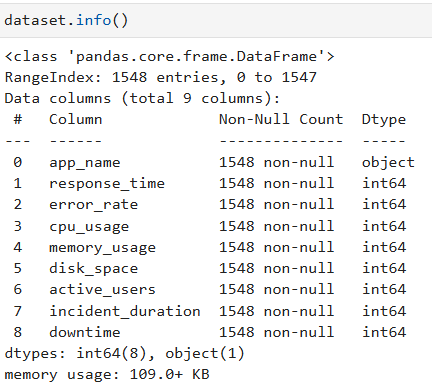 dataset.info()
<class 'pandas.core.frame.DataFrame'>
RangeIndex: 1548 entries, 0 to 1547
Data columns (total 9 columns):
 #   Column             Non-Null Count  Dtype
---  ------             --------------  -----
 0   app_name           1548 non-null   object
 1   response_time      1548 non-null   int64
 2   error_rate         1548 non-null   int64
 3   cpu_usage          1548 non-null   int64
 4   memory_usage       1548 non-null   int64
 5   disk_space         1548 non-null   int64
 6   active_users       1548 non-null   int64
 7   incident_duration  1548 non-null   int64
 8   downtime           1548 non-null   int64
dtypes: int64(8), object(1)
memory usage: 109.0+ KB